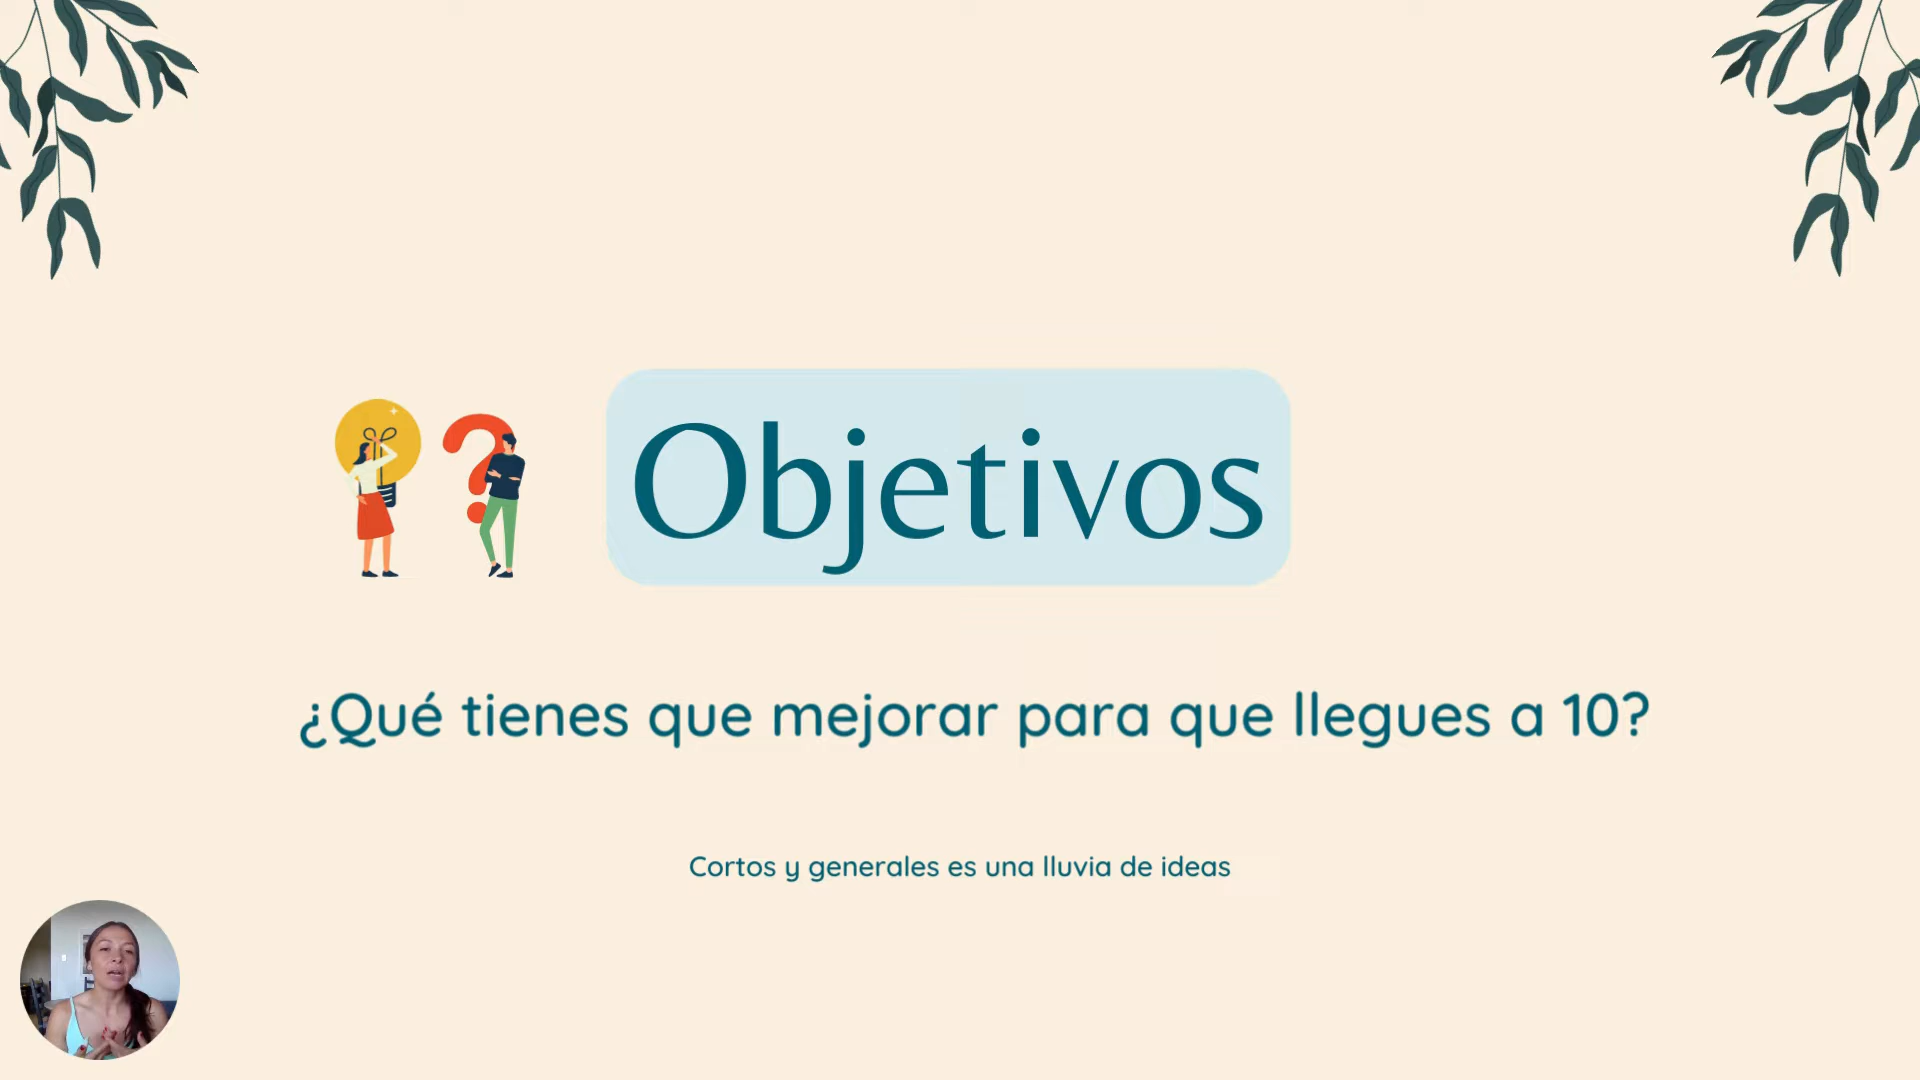 Objetivos
¿Qué tienes que mejorar para que llegues a 10?
Cortos y generales es una lluvia de ideas